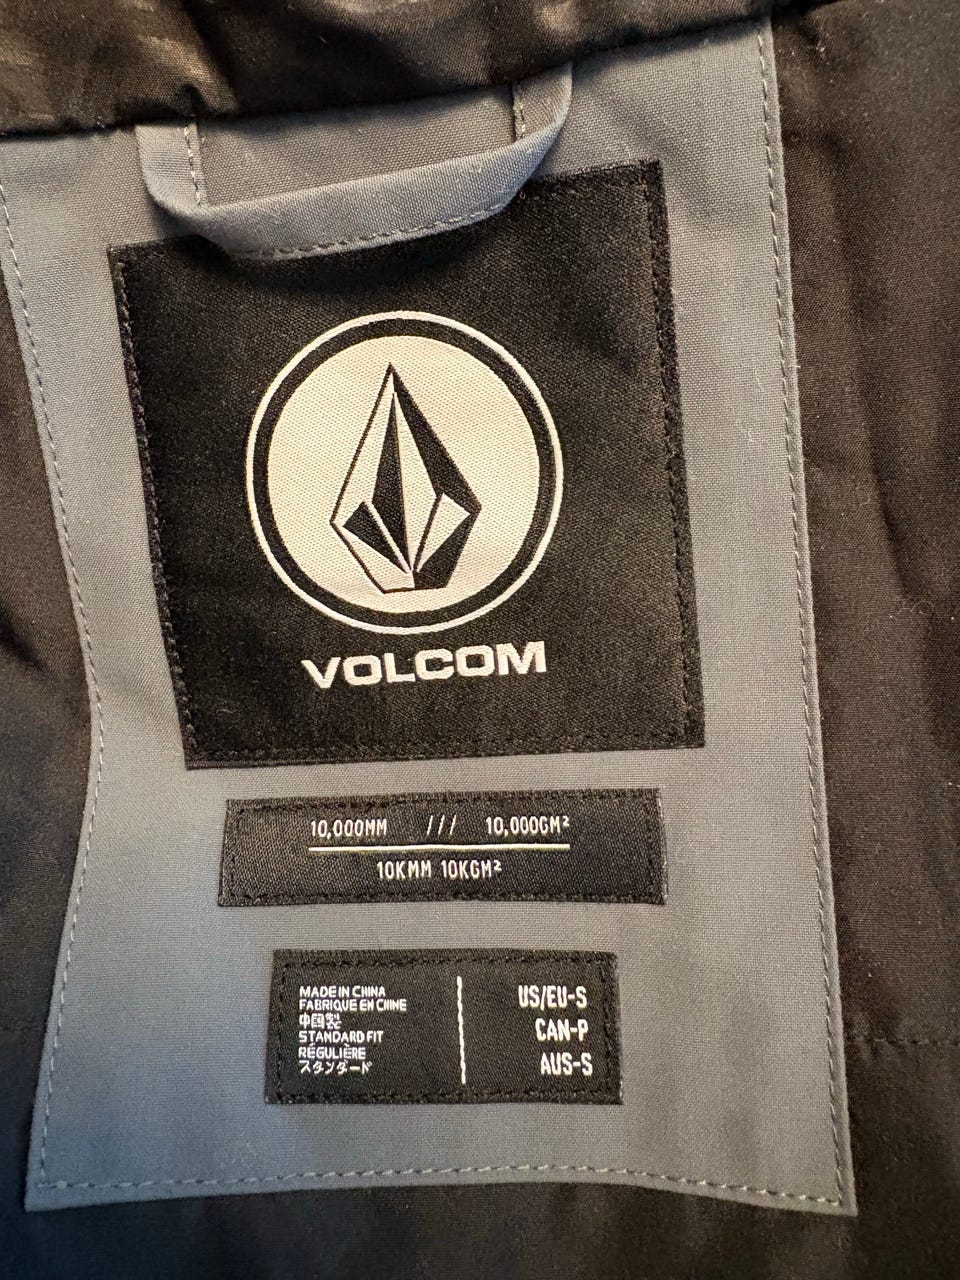 VOLCOM
10,000MM /// 10,000GM²
10KMM 10KGM²
MADE IN CHINA
FABRIQUE EN CHINE
中国製
STANDARD FIT
RÉGULIÈRE
スタンダード
US/EU-S
CAN-P
AUS-S